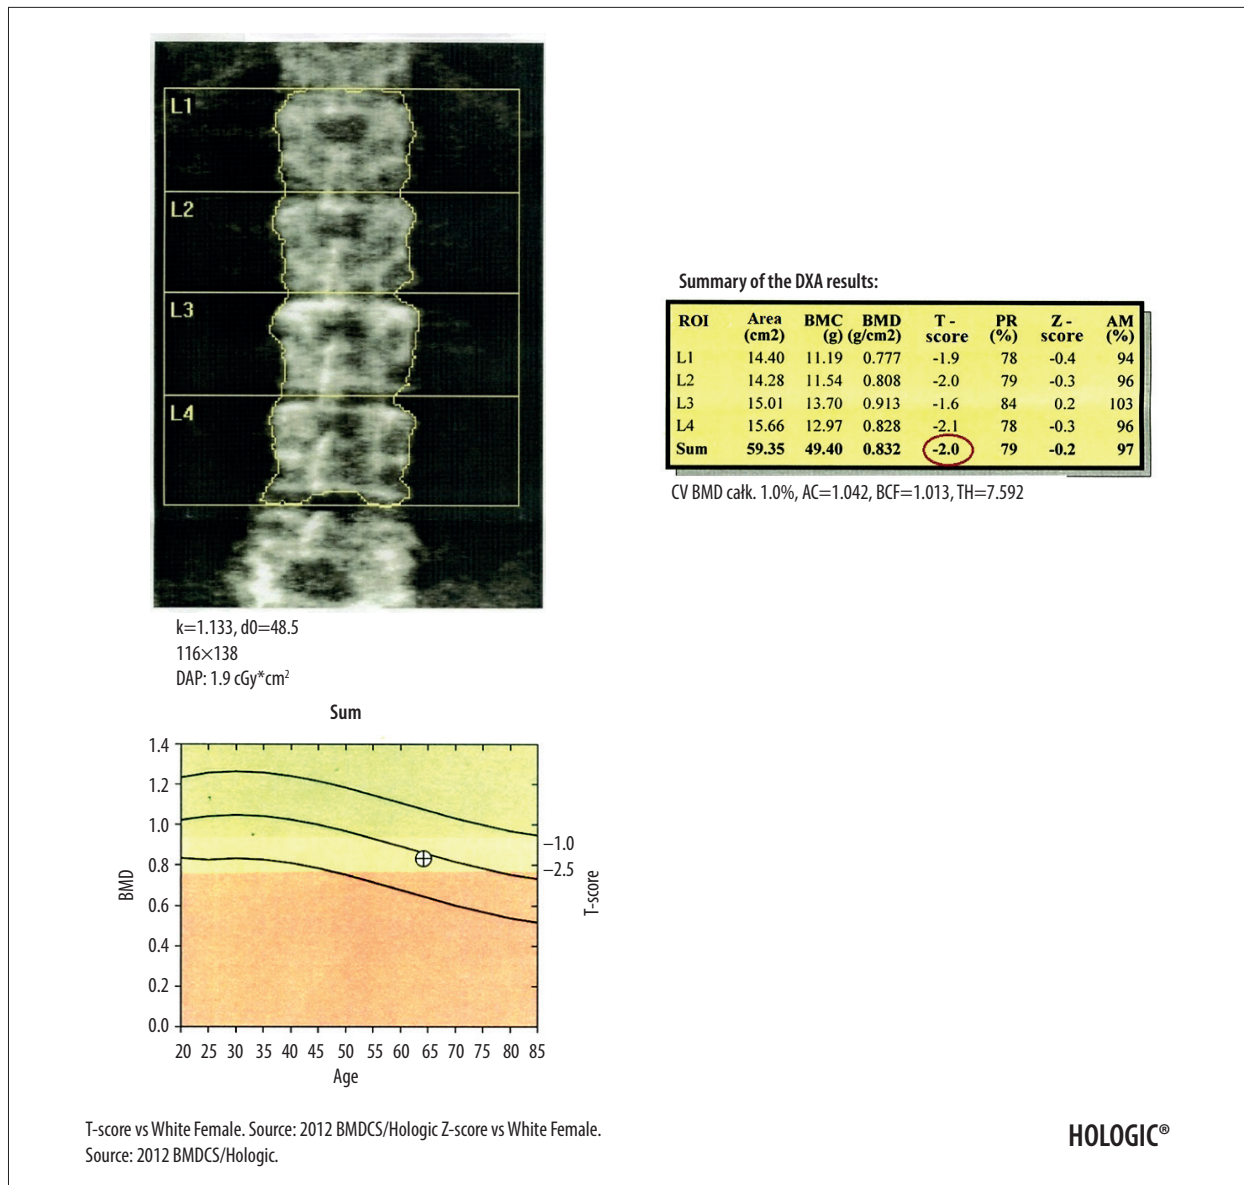 L1
L2
L3
L4
k=1.133, d0=48.5
116×138
DAP: 1.9 cGy*cm²
Summary of the DXA results:
ROI Area (cm2) BMC (g) BMD (g/cm2) T - score PR (%) Z - score AM (%)
L1 14.40 11.19 0.777 -1.9 78 -0.4 94
L2 14.28 11.54 0.808 -2.0 79 -0.3 96
L3 15.01 13.70 0.913 -1.6 84 0.2 103
L4 15.66 12.97 0.828 -2.1 78 -0.3 96
Sum 59.35 49.40 0.832 -2.0 79 -0.2 97
CV BMD całk. 1.0%, AC=1.042, BCF=1.013, TH=7.592
Sum
BMD
1.4
1.2
1.0
0.8
0.6
0.4
0.2
0.0
20 25 30 35 40 45 50 55 60 65 70 75 80 85
Age
–1.0
–2.5
T-score
T-score vs White Female. Source: 2012 BMDCS/Hologic Z-score vs White Female.
Source: 2012 BMDCS/Hologic.
HOLOGIC®